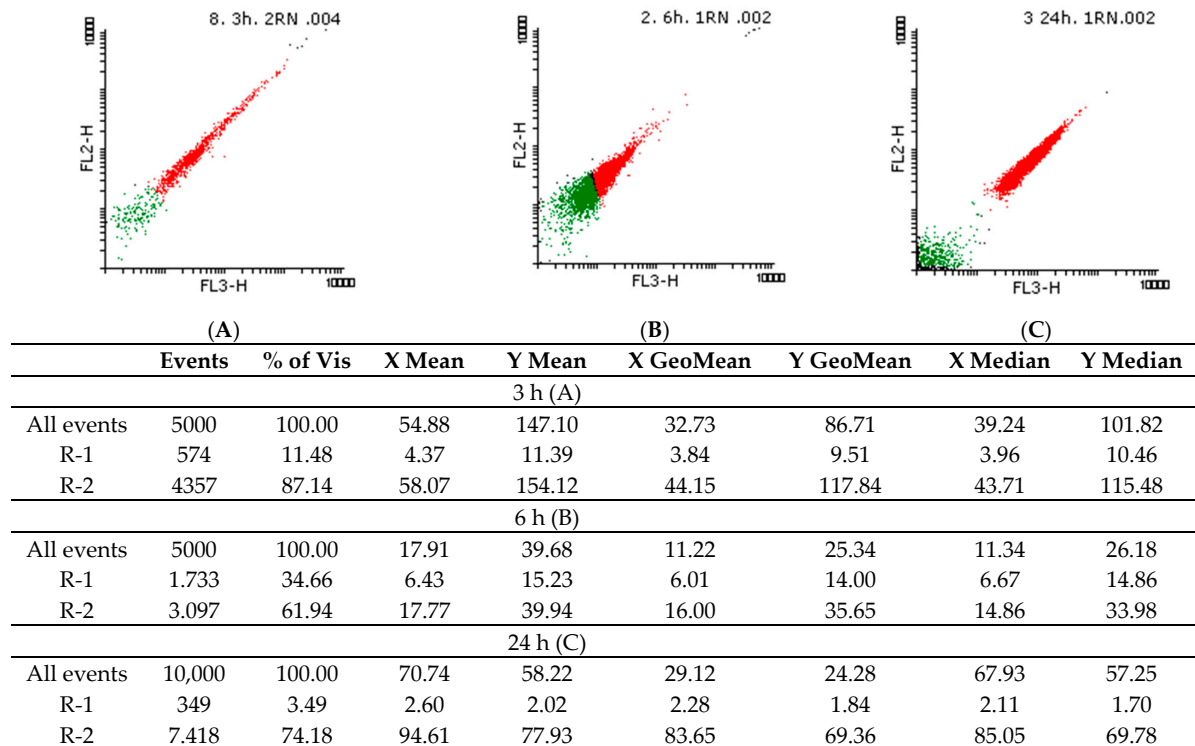 8. 3h. 2RN .004
2. 6h. 1RN .002
3 24h. 1RN.002
FL2-H
FL2-H
FL2-H
FL3-H
FL3-H
FL3-H
(A)
(B)
(C)
Events % of Vis X Mean Y Mean X GeoMean Y GeoMean X Median Y Median
3 h (A)
All events 5000 100.00 54.88 147.10 32.73 86.71 39.24 101.82
R-1 574 11.48 4.37 11.39 3.84 9.51 3.96 10.46
R-2 4357 87.14 58.07 154.12 44.15 117.84 43.71 115.48
6 h (B)
All events 5000 100.00 17.91 39.68 11.22 25.34 11.34 26.18
R-1 1.733 34.66 6.43 15.23 6.01 14.00 6.67 14.86
R-2 3.097 61.94 17.77 39.94 16.00 35.65 14.86 33.98
24 h (C)
All events 10,000 100.00 70.74 58.22 29.12 24.28 67.93 57.25
R-1 349 3.49 2.60 2.02 2.28 1.84 2.11 1.70
R-2 7.418 74.18 94.61 77.93 83.65 69.36 85.05 69.78